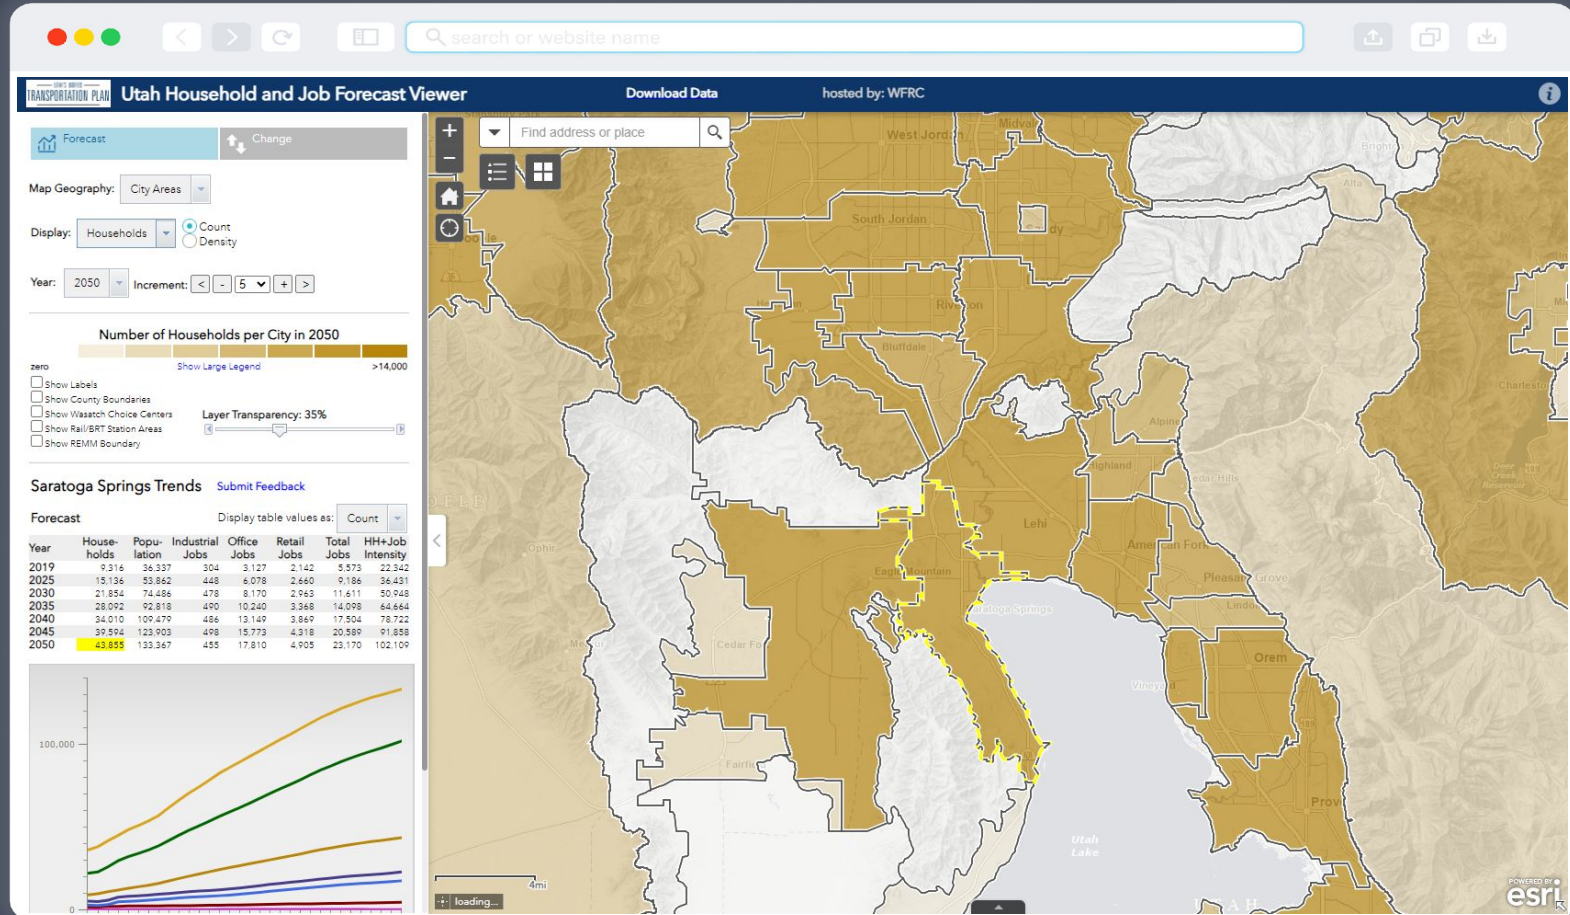 search or website name
TRANSPORTATION PLAN
Utah Household and Job Forecast Viewer
Download Data
hosted by: WFRC
Forecast
Change
Map Geography: City Areas
Display: Households
Count
Density
Year: 2050 Increment: < - 5 + >
Number of Households per City in 2050
zero
Show Large Legend
>14,000
Show Labels
Show County Boundaries
Show Wasatch Choice Centers
Show Rail/BRT Station Areas
Show REMM Boundary
Layer Transparency: 35%
Saratoga Springs Trends Submit Feedback
Forecast Display table values as: Count
Year House-holds Popu-lation Industrial Jobs Office Jobs Retail Jobs Total Jobs HH+Job Intensity
2019 9,316 36,337 304 3,127 2,142 5,573 22,342
2025 15,136 53,862 448 6,078 2,660 9,186 36,431
2030 21,854 74,486 478 8,170 2,963 11,611 50,948
2035 28,092 92,818 490 10,240 3,368 14,098 64,664
2040 34,010 109,479 486 13,149 3,869 17,504 78,722
2045 39,594 123,903 498 15,773 4,318 20,589 91,858
2050 43,855 133,367 455 17,810 4,905 23,170 102,109
100,000
0
+
−
Find address or place
West Jordan
Midvale
Brighton
Alta
South Jordan
Sandy
Riverton
Bluffdale
Charleston
Alpine
Highland
Cedar Hills
Deer Creek Reservoir
Lehi
American Fork
Ophir
Eagle Mountain
Pleasant Grove
Saratoga Springs
Lindon
Cedar Fo
Orem
Vineyard
189
Fairfie
Provo
Utah Lake
UTAH
4mi
loading...
POWERED BY
esri